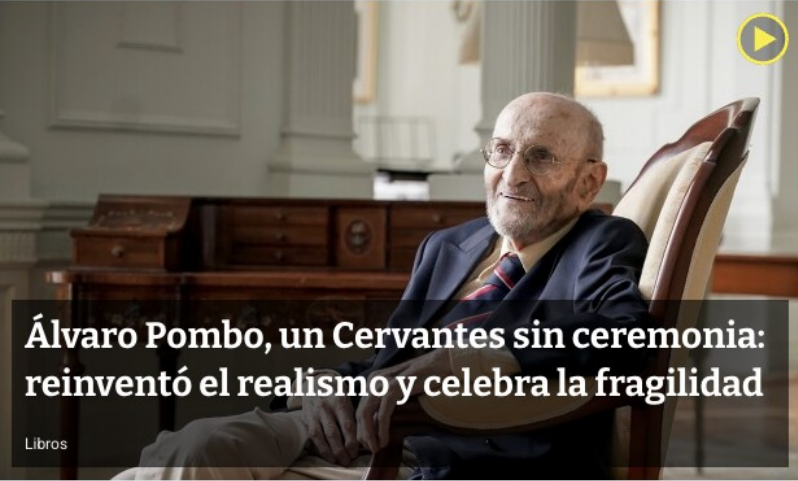 Álvaro Pombo, un Cervantes sin ceremonia:
reinventó el realismo y celebra la fragilidad
Libros